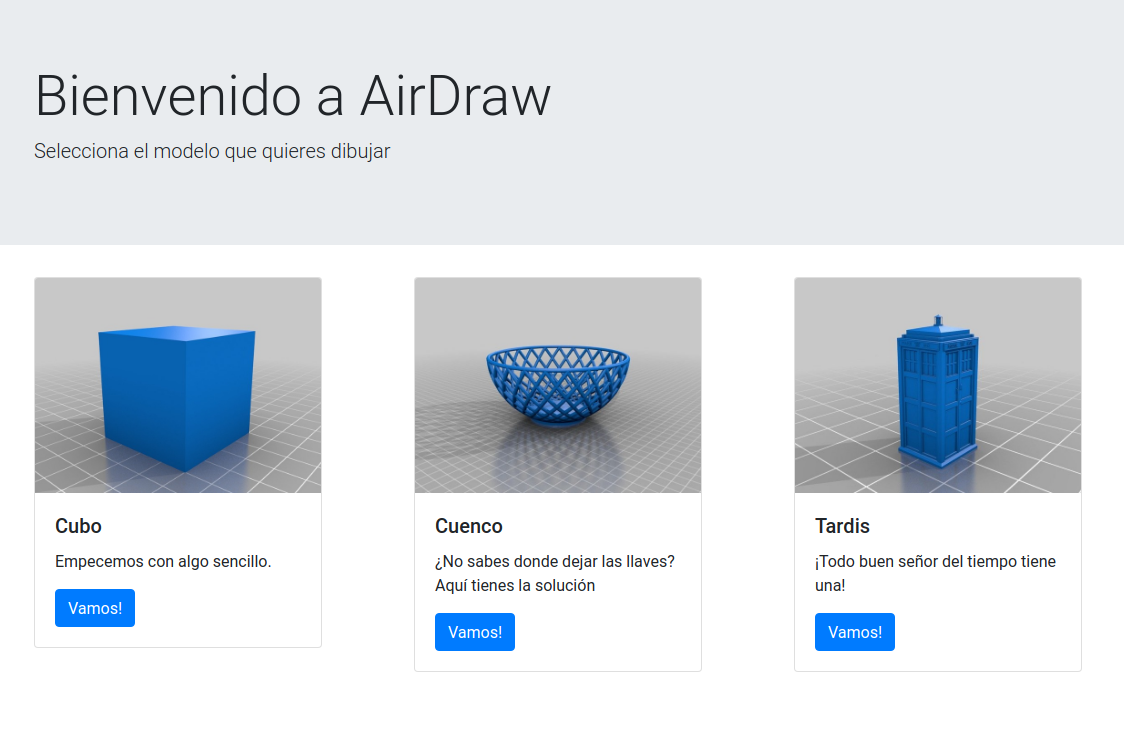 Bienvenido a AirDraw
Selecciona el modelo que quieres dibujar
Cubo
Empecemos con algo sencillo.
Vamos!
Cuenco
¿No sabes donde dejar las llaves?
Aquí tienes la solución
Vamos!
Tardis
¡Todo buen señor del tiempo tiene
una!
Vamos!